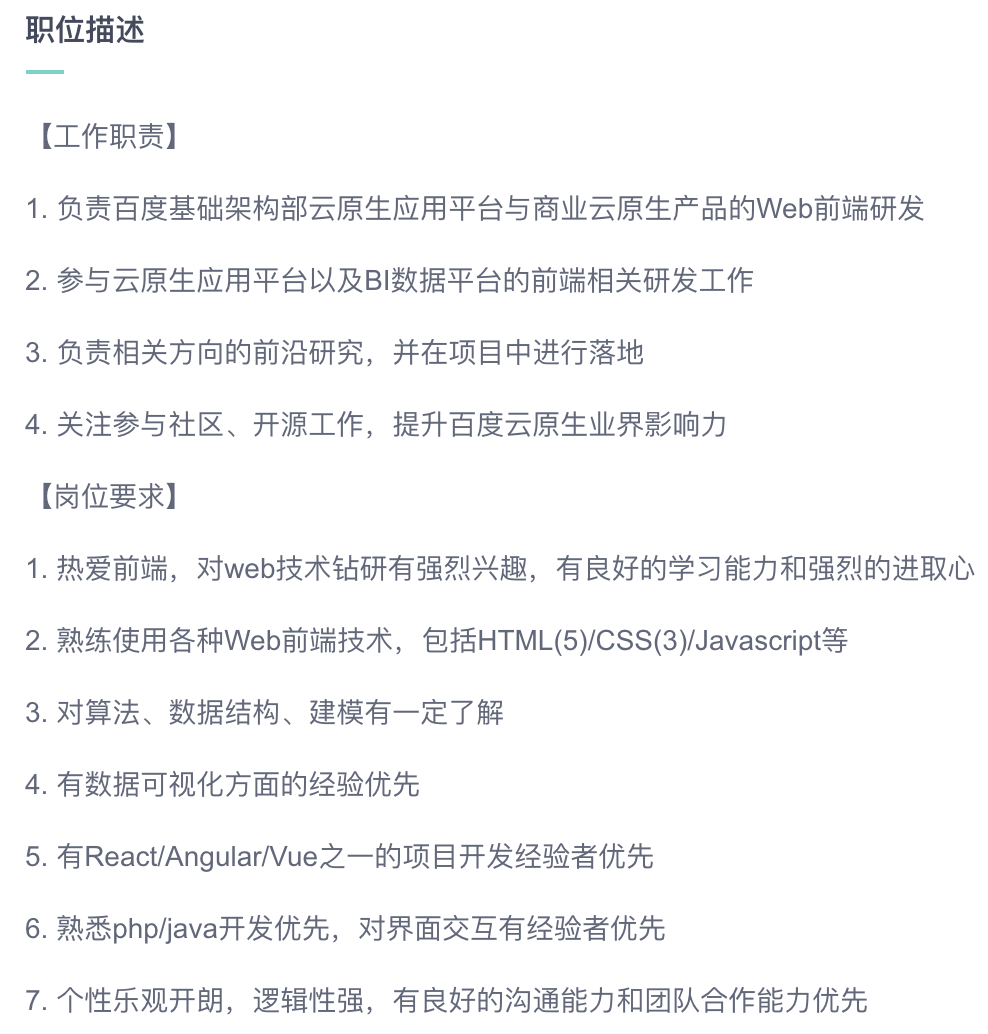 职位描述
【工作职责】
1. 负责百度基础架构部云原生应用平台与商业云原生产品的Web前端研发
2. 参与云原生应用平台以及BI数据平台的前端相关研发工作
3. 负责相关方向的前沿研究，并在项目中进行落地
4. 关注参与社区、开源工作，提升百度云原生业界影响力
【岗位要求】
1. 热爱前端，对web技术钻研有强烈兴趣，有良好的学习能力和强烈的进取心
2. 熟练使用各种Web前端技术，包括HTML(5)/CSS(3)/Javascript等
3. 对算法、数据结构、建模有一定了解
4. 有数据可视化方面的经验优先
5. 有React/Angular/Vue之一的项目开发经验者优先
6. 熟悉php/java开发优先，对界面交互有经验者优先
7. 个性乐观开朗，逻辑性强，有良好的沟通能力和团队合作能力优先